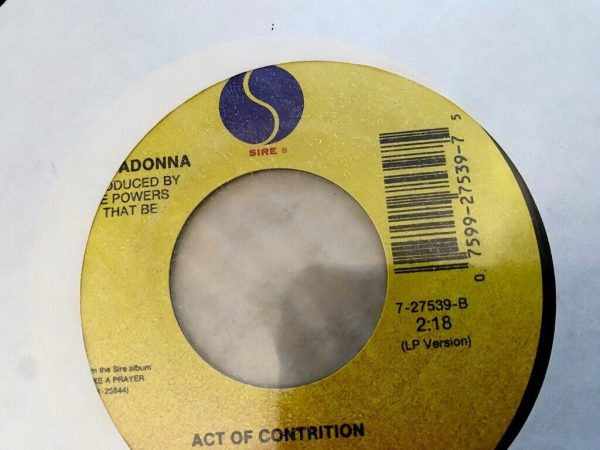 SIRE ®
ADONNA
ODUCED BY
E POWERS
THAT BE
0 7599-27539-7 5
7-27539-B
2:18
(LP Version)
m the Sire album
KE A PRAYER
-25844)
ACT OF CONTRITION